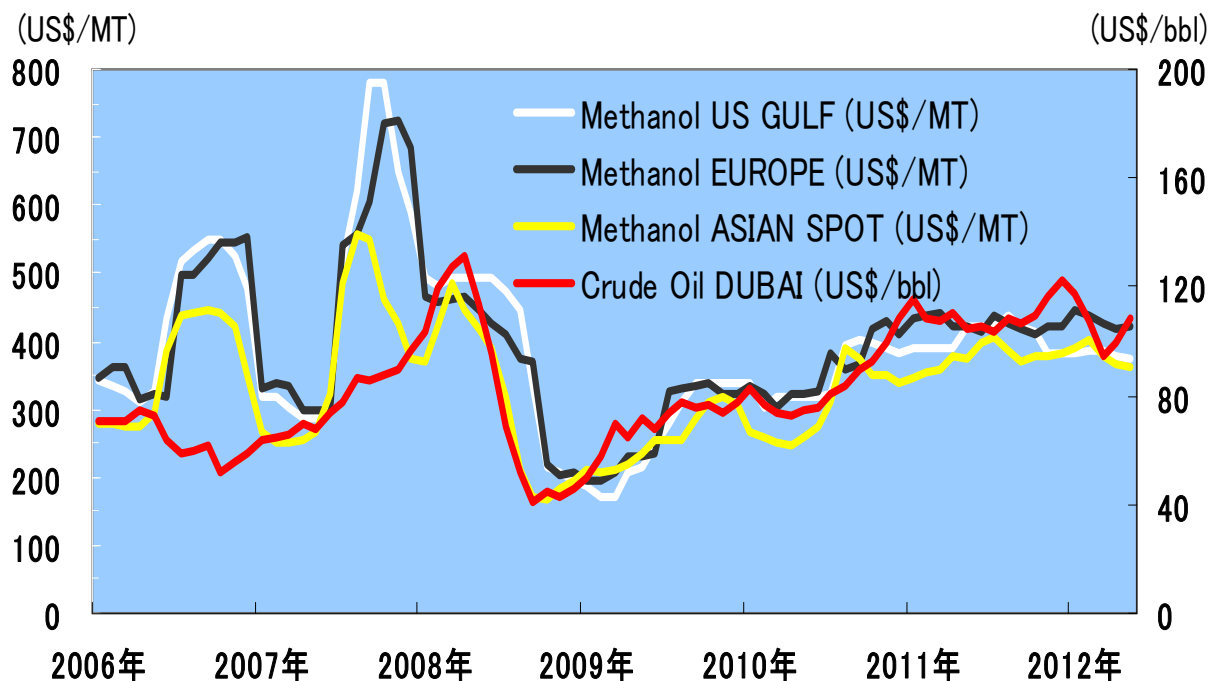 (US$/MT)
(US$/bbl)
800
700
600
500
400
300
200
100
0
Methanol US GULF (US$/MT)
Methanol EUROPE (US$/MT)
Methanol ASIAN SPOT (US$/MT)
Crude Oil DUBAI (US$/bbl)
200
160
120
80
40
0
2006年 2007年 2008年 2009年 2010年 2011年 2012年